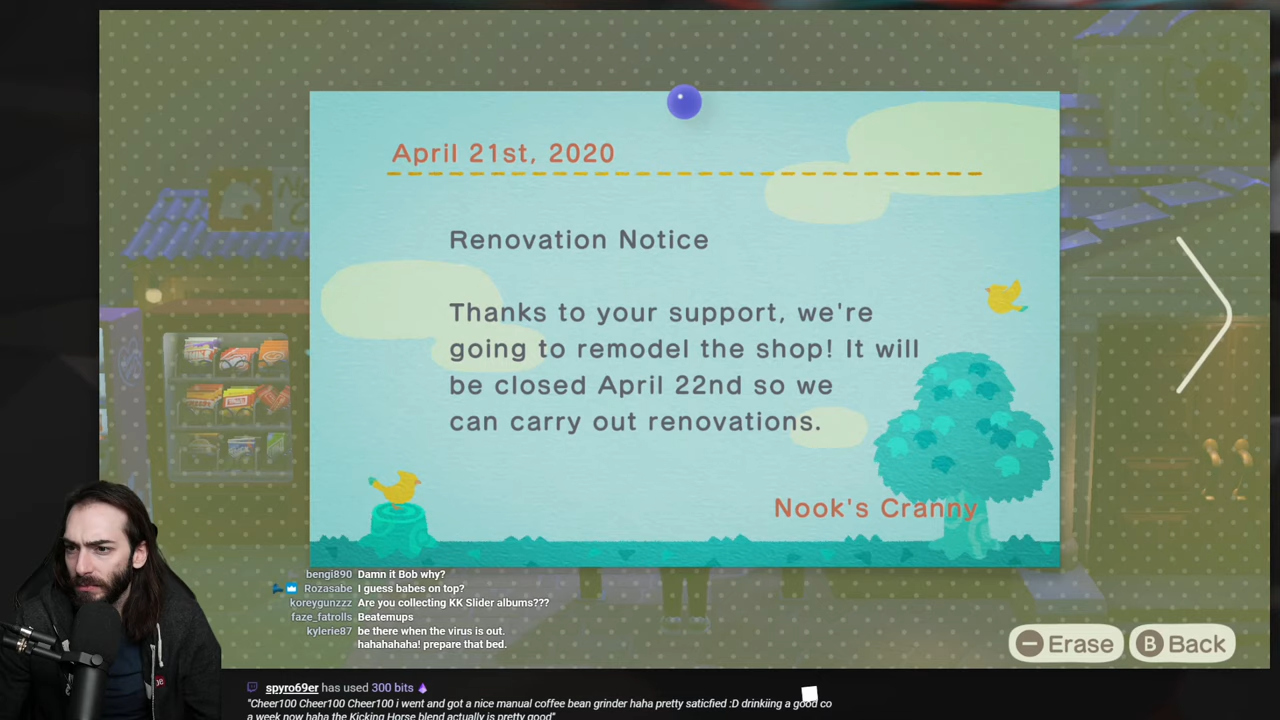 April 21st, 2020
Renovation Notice
Thanks to your support, we're
going to remodel the shop! It will
be closed April 22nd so we
can carry out renovations.
Nook's Cranny
bengi890 Damn it Bob why?
Rozasabe I guess babes on top?
koreygunzzz Are you collecting KK Slider albums???
faze_fatrolls Beatemups
kylerie87 be there when the virus is out.
hahahahaha! prepare that bed.
Erase B Back
spyro69er has used 300 bits
"Cheer100 Cheer100 Cheer100 i went and got a nice manual coffee bean grinder haha pretty saticfied :D drinkiing a good co
a week now haha the Kicking Horse blend actually is pretty good"